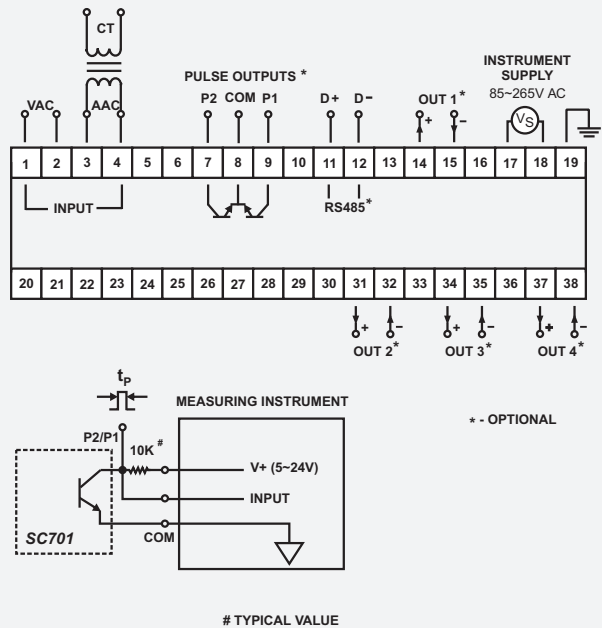 CT
VAC
AAC
PULSE OUTPUTS *
P2 COM P1
D+ D-
OUT 1*
+ -
INSTRUMENT
SUPPLY
85~265V AC
VS
1 2 3 4 5 6 7 8 9 10 11 12 13 14 15 16 17 18 19
INPUT
RS485*
20 21 22 23 24 25 26 27 28 29 30 31 32 33 34 35 36 37 38
+ - + - + -
OUT 2* OUT 3* OUT 4*
tP
MEASURING INSTRUMENT
* - OPTIONAL
P2/P1
10K #
V+ (5~24V)
INPUT
SC701
COM
# TYPICAL VALUE